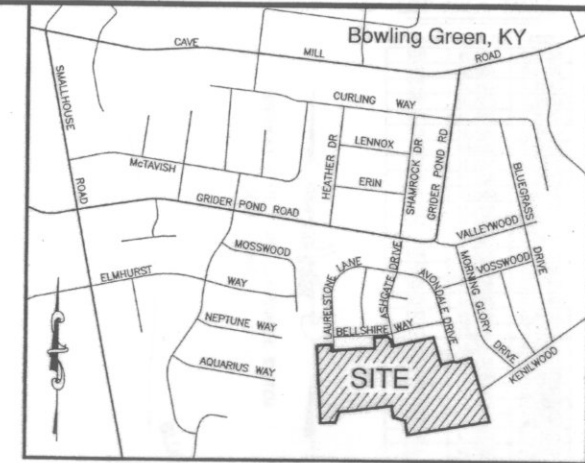 Bowling Green, KY
CAVE MILL ROAD
SMALLHOUSE ROAD
CURLING WAY
McTAVISH
HEATHER DR
LENNOX
ERIN
SHAMROCK DR
GRIDER POND RD
BLUEGRASS DRIVE
GRIDER POND ROAD
VALLEYWOOD
MOSSWOOD
VOSSWOOD
ELMHURST WAY
LAURELSTONE LANE
ASHGATE DRIVE
AVONDALE DRIVE
MORNING GLORY DRIVE
NEPTUNE WAY
BELLSHIRE WAY
AQUARIUS WAY
KENILWOOD
SITE